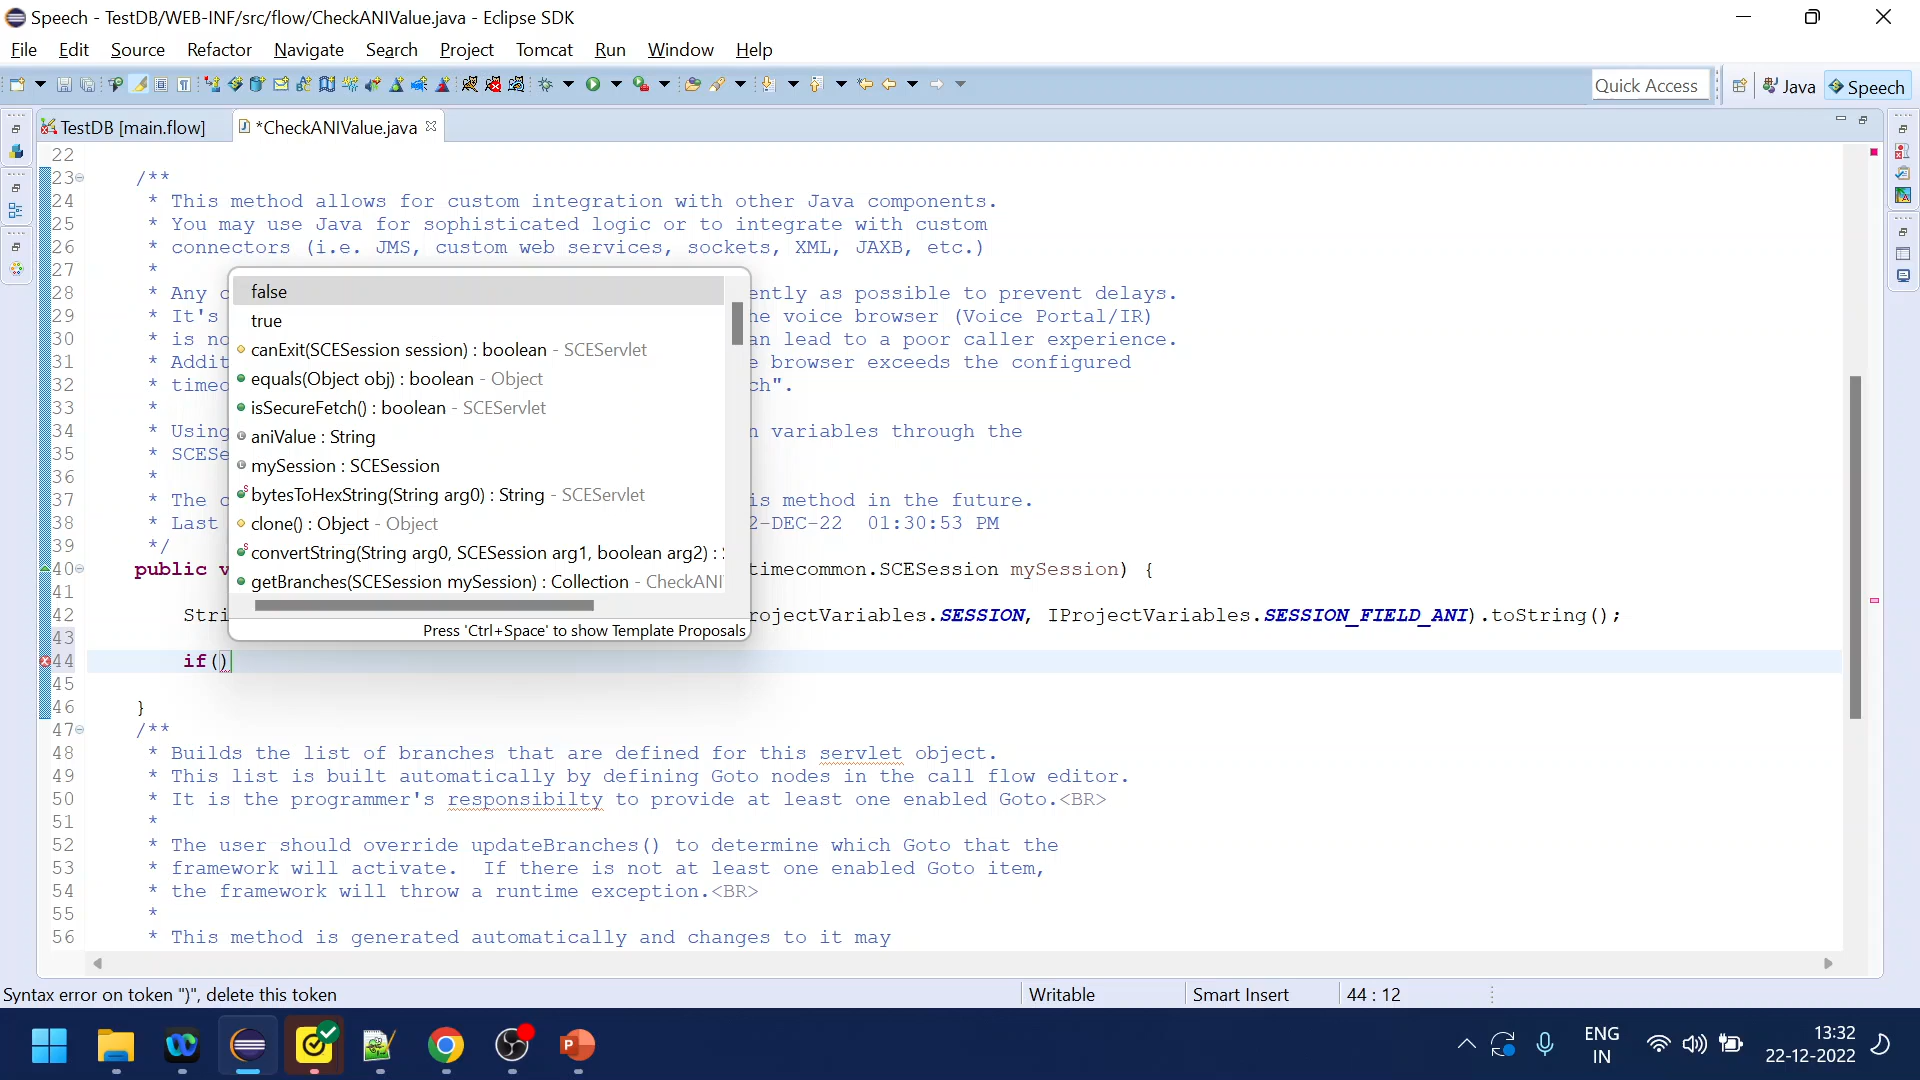 Speech - TestDB/WEB-INF/src/flow/CheckANIValue.java - Eclipse SDK
File Edit Source Refactor Navigate Search Project Tomcat Run Window Help
Quick Access Java Speech
TestDB [main.flow] *CheckANIValue.java
22
23 /**
24 * This method allows for custom integration with other Java components.
25 * You may use Java for sophisticated logic or to integrate with custom
26 * connectors (i.e. JMS, custom web services, sockets, XML, JAXB, etc.)
27 *
28 * Any c ently as possible to prevent delays.
29 * It's he voice browser (Voice Portal/IR)
30 * is no an lead to a poor caller experience.
31 * Addit e browser exceeds the configured
32 * timeo ch".
33 *
34 * Using n variables through the
35 * SCESe
36 *
37 * The c is method in the future.
38 * Last 2-DEC-22 01:30:53 PM
39 */
40 public v timecommon.SCESession mySession) {
41
42 Stri rojectVariables.SESSION, IProjectVariables.SESSION_FIELD_ANI).toString();
43
44 if()
45
46 }
47 /**
48 * Builds the list of branches that are defined for this servlet object.
49 * This list is built automatically by defining Goto nodes in the call flow editor.
50 * It is the programmer's responsibilty to provide at least one enabled Goto.<BR>
51 *
52 * The user should override updateBranches() to determine which Goto that the
53 * framework will activate. If there is not at least one enabled Goto item,
54 * the framework will throw a runtime exception.<BR>
55 *
56 * This method is generated automatically and changes to it may
false
true
canExit(SCESession session) : boolean - SCEServlet
equals(Object obj) : boolean - Object
isSecureFetch() : boolean - SCEServlet
aniValue : String
mySession : SCESession
bytesToHexString(String arg0) : String - SCEServlet
clone() : Object - Object
convertString(String arg0, SCESession arg1, boolean arg2) :
getBranches(SCESession mySession) : Collection - CheckANI
Press 'Ctrl+Space' to show Template Proposals
Syntax error on token ")", delete this token Writable Smart Insert 44 : 12
ENG
IN
13:32
22-12-2022